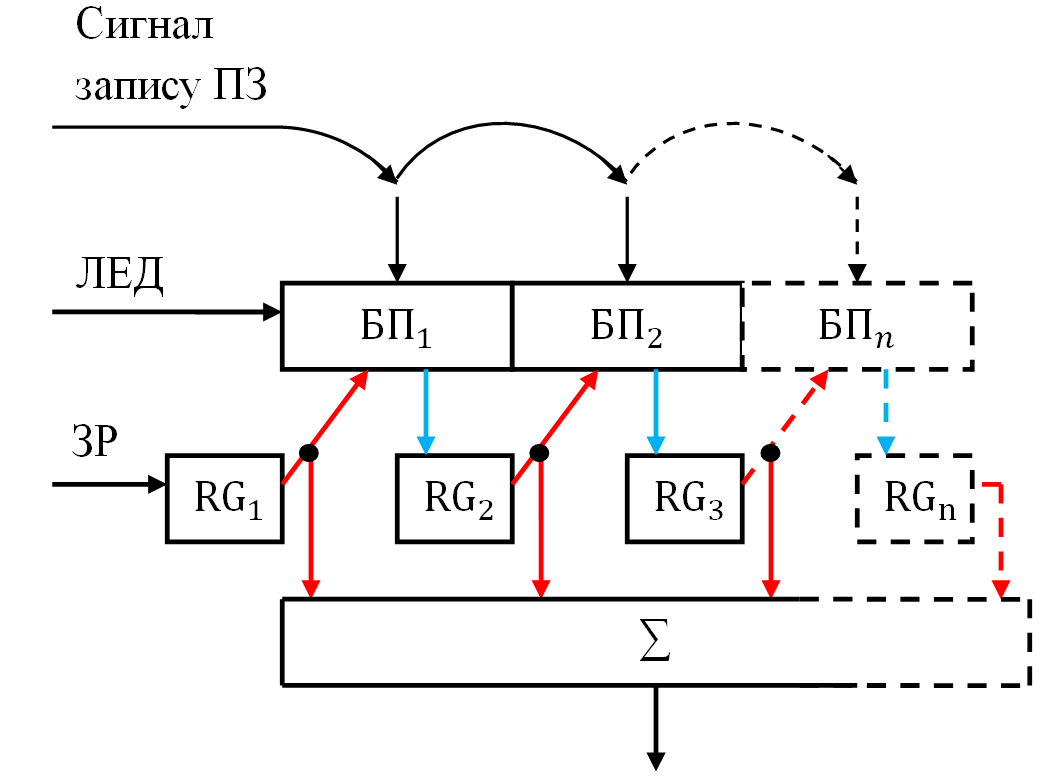 Сигнал
запису ПЗ
ЛЕД
БП₁ БП₂ БПₙ
ЗР
RG₁ RG₂ RG₃ RGₙ
∑